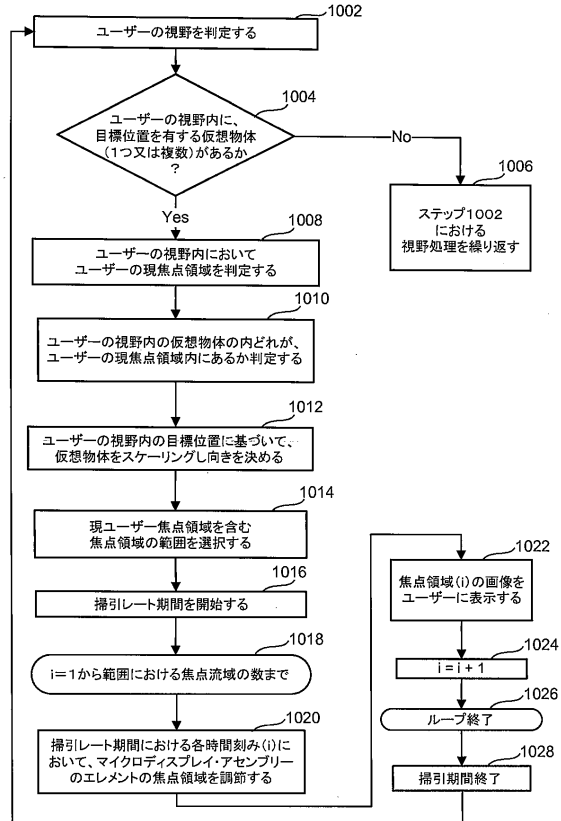 1002
ユーザーの視野を判定する
1004
ユーザーの視野内に、
目標位置を有する仮想物体
(1つ又は複数)があるか
?
No
1006
ステップ1002
における
視野処理を繰り返す
Yes
1008
ユーザーの視野内において
ユーザーの現焦点領域を判定する
1010
ユーザーの視野内の仮想物体の内どれが、
ユーザーの現焦点領域内にあるか判定する
1012
ユーザーの視野内の目標位置に基づいて、
仮想物体をスケーリングし向きを決める
1014
現ユーザー焦点領域を含む
焦点領域の範囲を選択する
1016
掃引レート期間を開始する
1018
i=1から範囲における焦点流域の数まで
1020
掃引レート期間における各時間刻み(i)に
おいて、マイクロディスプレイ・アセンブリー
のエレメントの焦点領域を調節する
1022
焦点領域(i)の画像を
ユーザーに表示する
1024
i=i+1
1026
ループ終了
1028
掃引期間終了